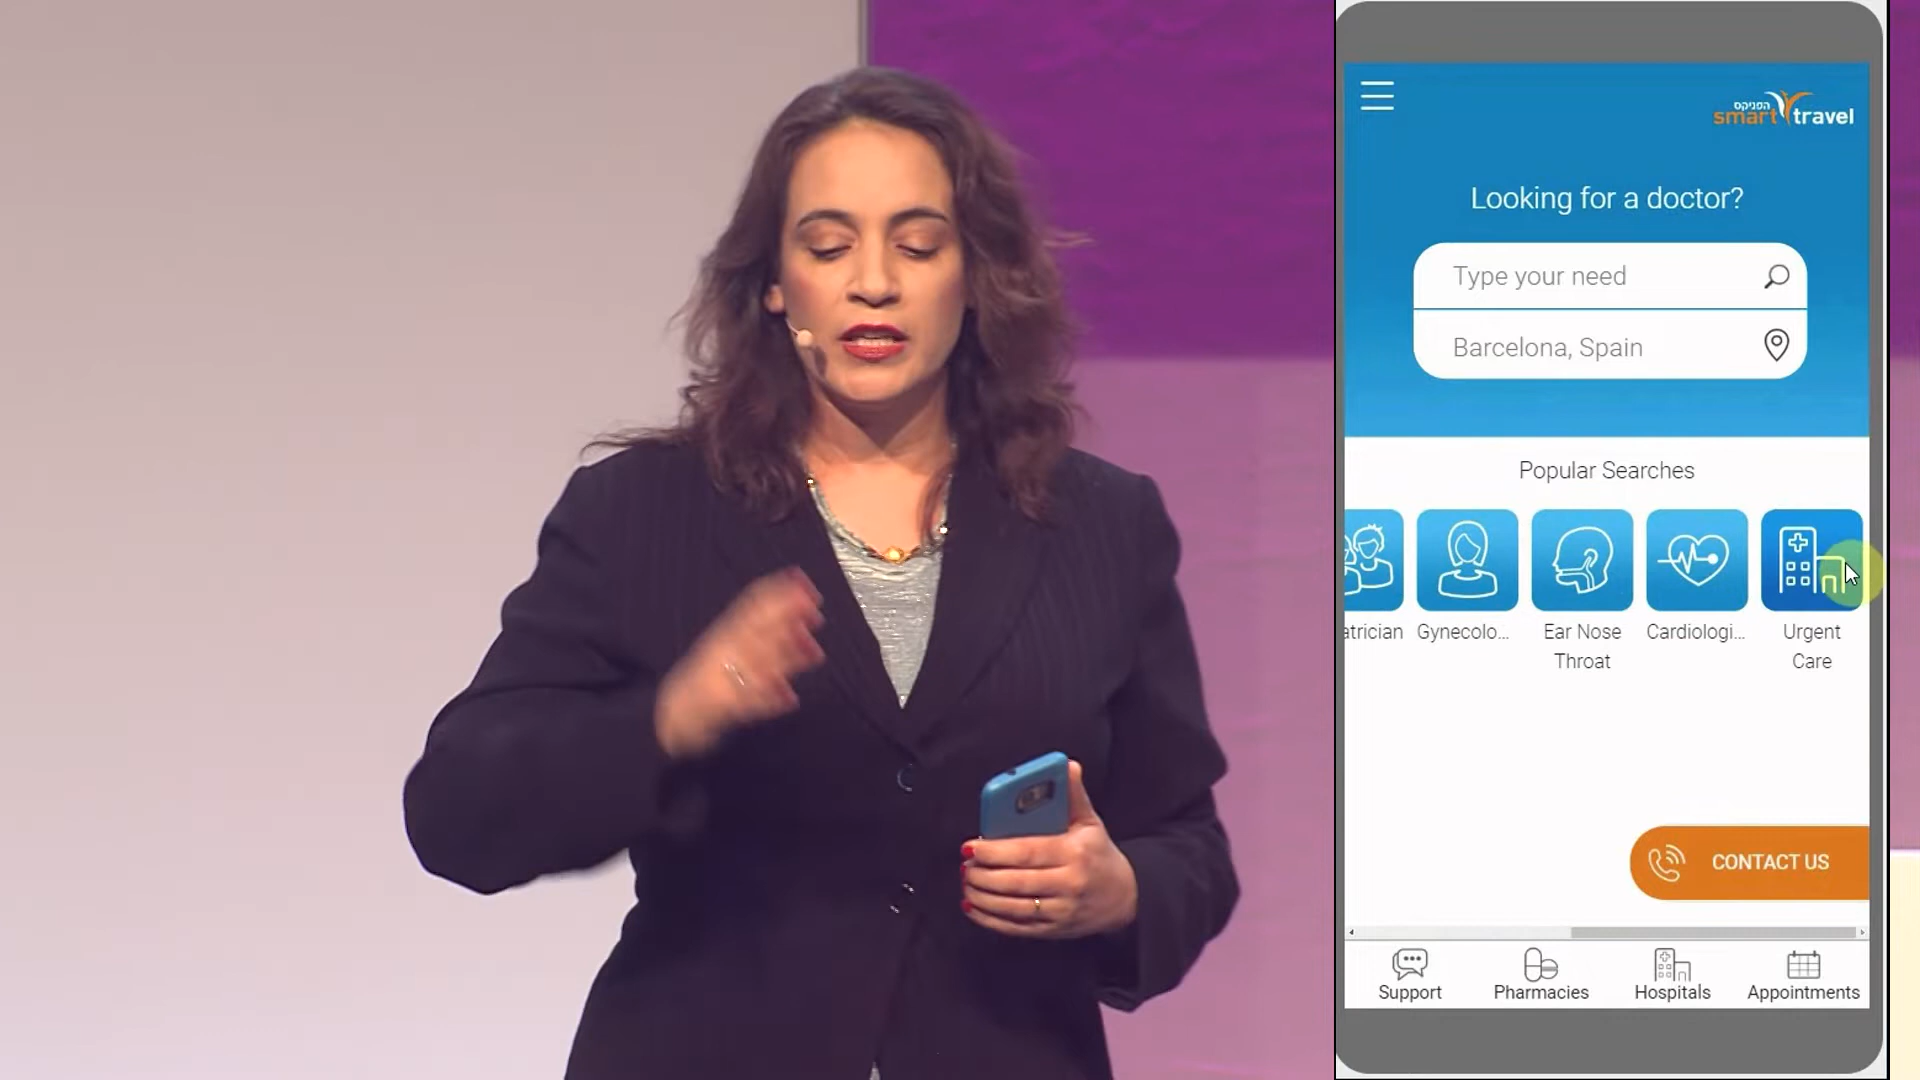 הפניקס
smart travel
Looking for a doctor?
Type your need
Barcelona, Spain
Popular Searches
atrician
Gynecolo...
Ear Nose
Throat
Cardiologi...
Urgent
Care
CONTACT US
Support
Pharmacies
Hospitals
Appointments